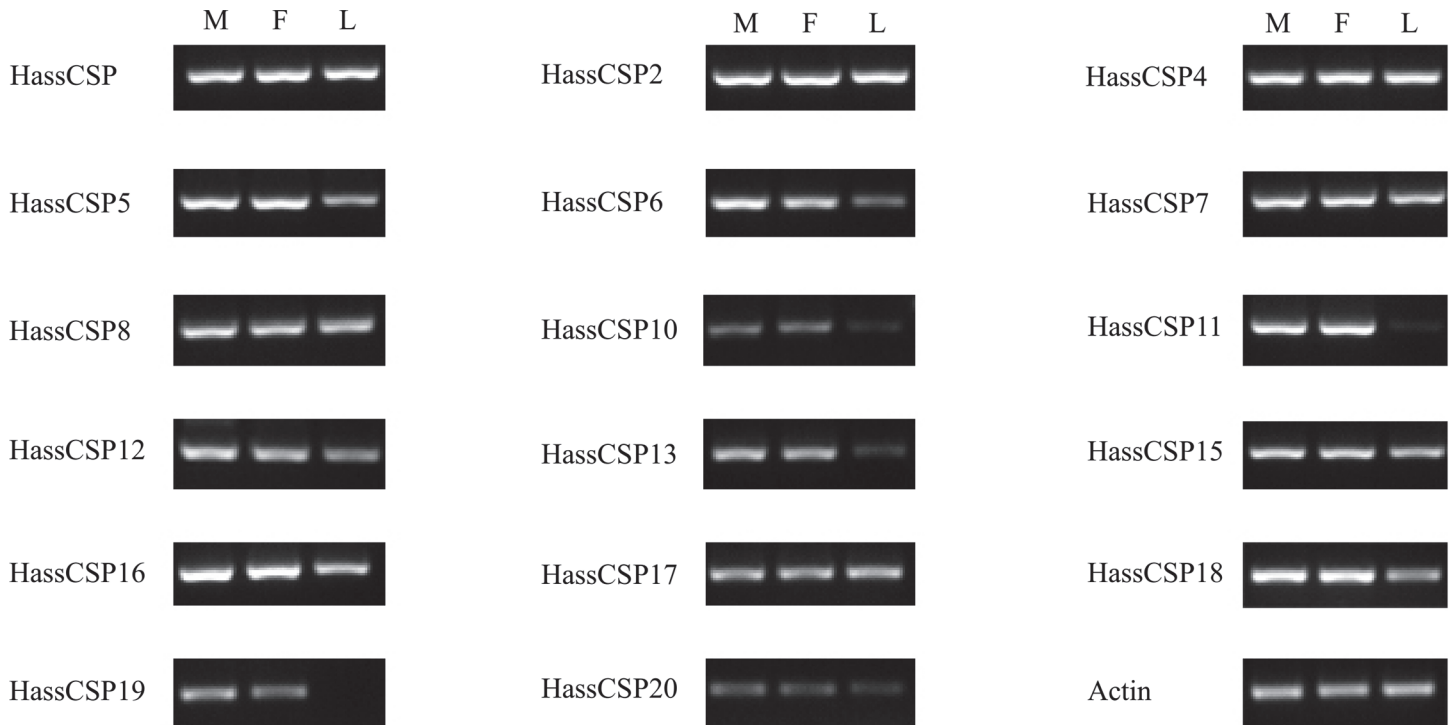 M F L M F L M F L
HassCSP HassCSP2 HassCSP4
HassCSP5 HassCSP6 HassCSP7
HassCSP8 HassCSP10 HassCSP11
HassCSP12 HassCSP13 HassCSP15
HassCSP16 HassCSP17 HassCSP18
HassCSP19 HassCSP20 Actin